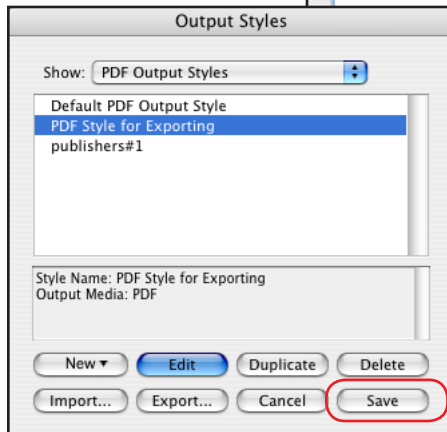 Output Styles
Show: PDF Output Styles
Default PDF Output Style
PDF Style for Exporting
publishers#1
Style Name: PDF Style for Exporting
Output Media: PDF
New Edit Duplicate Delete
Import... Export... Cancel Save